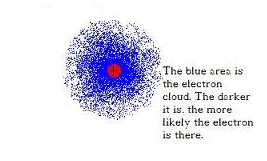 The blue area is
the electron
cloud. The darker
it is, the more
likely the electron
is there.